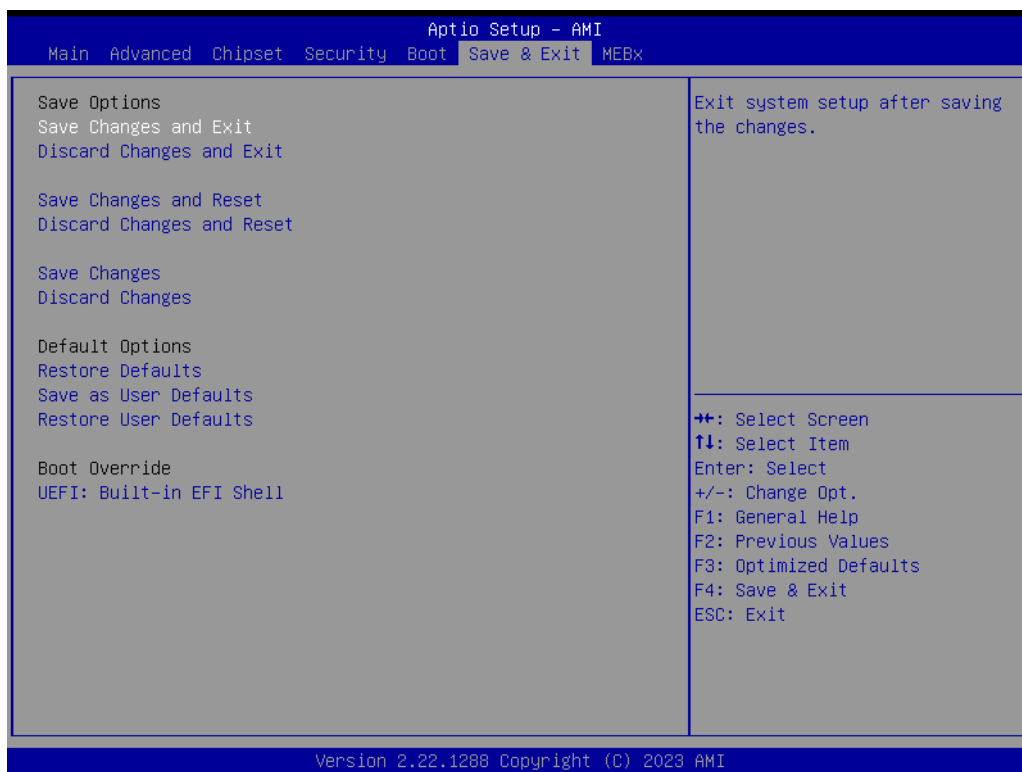 Aptio Setup – AMI
Main Advanced Chipset Security Boot Save & Exit MEBx
Save Options
Save Changes and Exit
Discard Changes and Exit
Save Changes and Reset
Discard Changes and Reset
Save Changes
Discard Changes
Default Options
Restore Defaults
Save as User Defaults
Restore User Defaults
Boot Override
UEFI: Built-in EFI Shell
Exit system setup after saving
the changes.
→←: Select Screen
↑↓: Select Item
Enter: Select
+/-: Change Opt.
F1: General Help
F2: Previous Values
F3: Optimized Defaults
F4: Save & Exit
ESC: Exit
Version 2.22.1288 Copyright (C) 2023 AMI